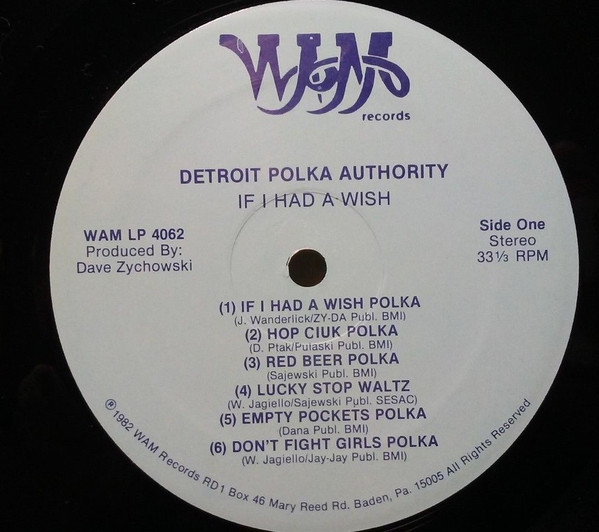 WAM
records
DETROIT POLKA AUTHORITY
IF I HAD A WISH
WAM LP 4062
Produced By:
Dave Zychowski
Side One
Stereo
33 1/3 RPM
(1) IF I HAD A WISH POLKA
(J. Wanderlick/ZY-DA Publ. BMI)
(2) HOP CIUK POLKA
(D. Ptak/Pulaski Publ. BMI)
(3) RED BEER POLKA
(Sajewski Publ. BMI)
(4) LUCKY STOP WALTZ
(W. Jagiello/Sajewski Publ. SESAC)
(5) EMPTY POCKETS POLKA
(Dana Publ. BMI)
(6) DON'T FIGHT GIRLS POLKA
(W. Jagiello/Jay-Jay Publ. BMI)
℗ 1982 WAM Records RD1 Box 46 Mary Reed Rd. Baden, Pa. 15005 All Rights Reserved